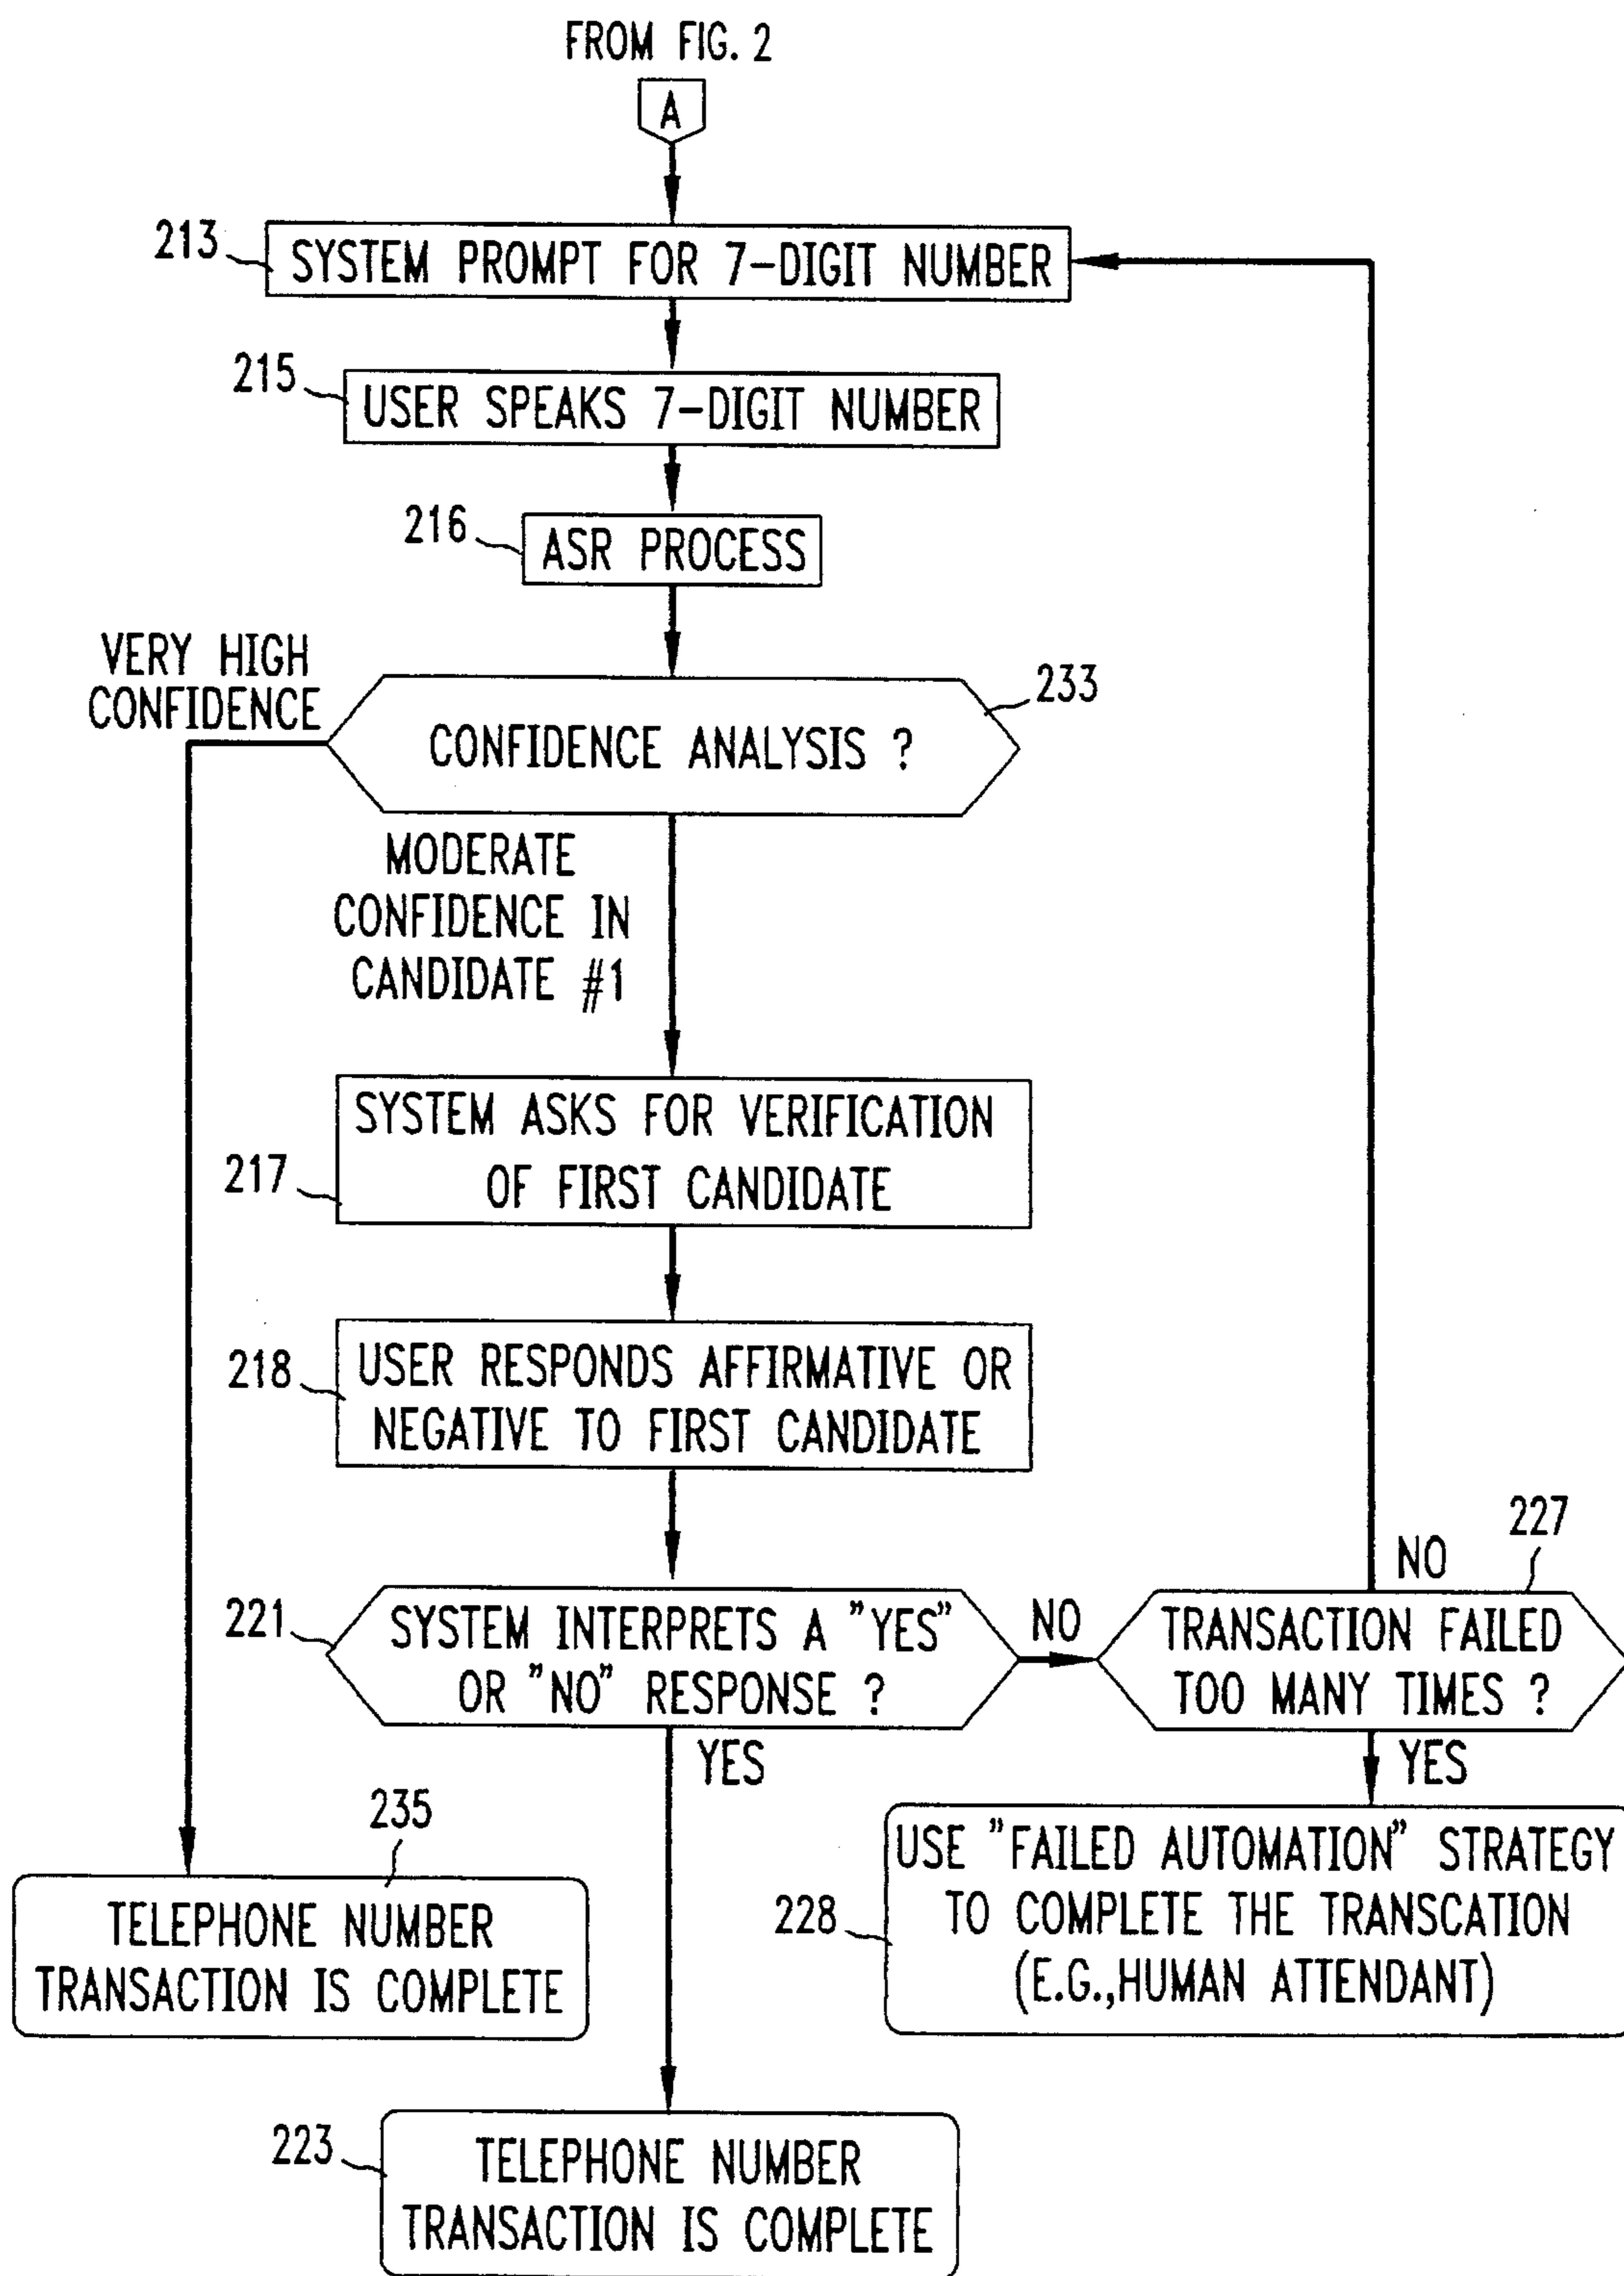 FROM FIG. 2
A
213
SYSTEM PROMPT FOR 7-DIGIT NUMBER
215
USER SPEAKS 7-DIGIT NUMBER
216
ASR PROCESS
VERY HIGH
CONFIDENCE
233
CONFIDENCE ANALYSIS ?
MODERATE
CONFIDENCE IN
CANDIDATE #1
217
SYSTEM ASKS FOR VERIFICATION
OF FIRST CANDIDATE
218
USER RESPONDS AFFIRMATIVE OR
NEGATIVE TO FIRST CANDIDATE
221
SYSTEM INTERPRETS A "YES"
OR "NO" RESPONSE ?
NO
YES
227
NO
TRANSACTION FAILED
TOO MANY TIMES ?
YES
235
TELEPHONE NUMBER
TRANSACTION IS COMPLETE
228
USE "FAILED AUTOMATION" STRATEGY
TO COMPLETE THE TRANSCATION
(E.G.,HUMAN ATTENDANT)
223
TELEPHONE NUMBER
TRANSACTION IS COMPLETE